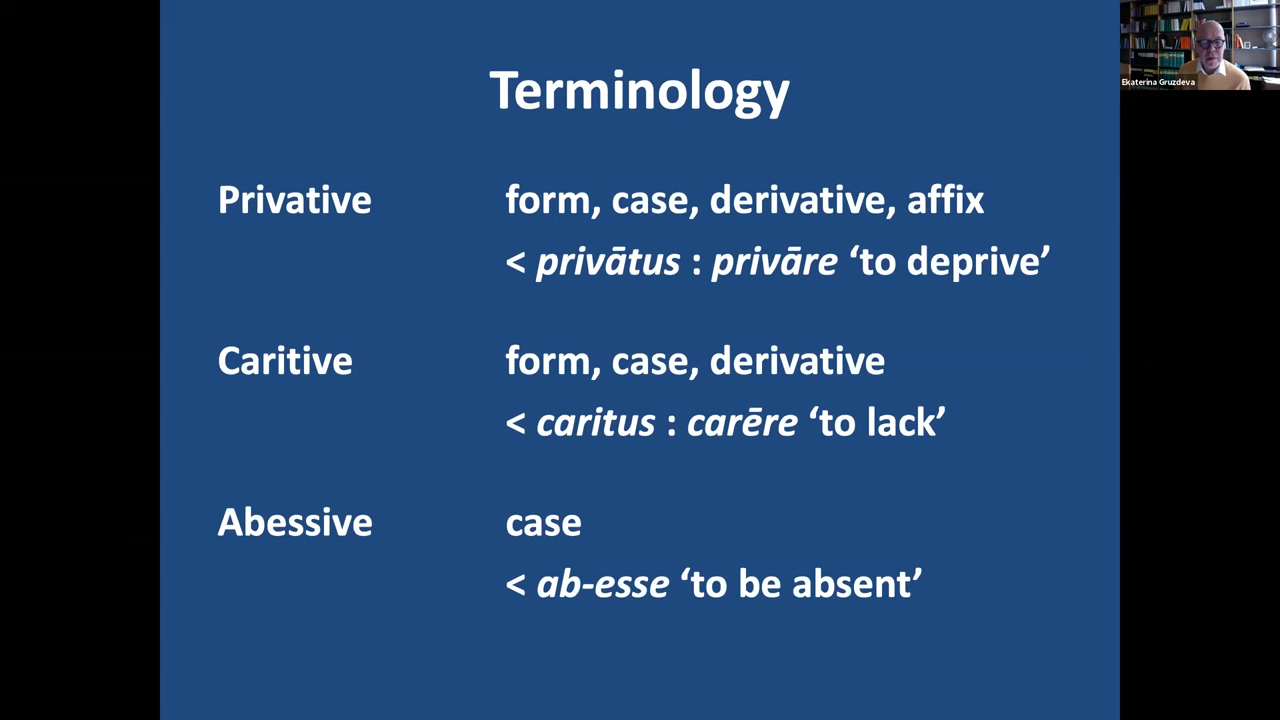 Terminology
Privative form, case, derivative, affix
< privātus : privāre ‘to deprive’
Caritive form, case, derivative
< caritus : carēre ‘to lack’
Abessive case
< ab-esse ‘to be absent’
Ekaterina Gruzdeva